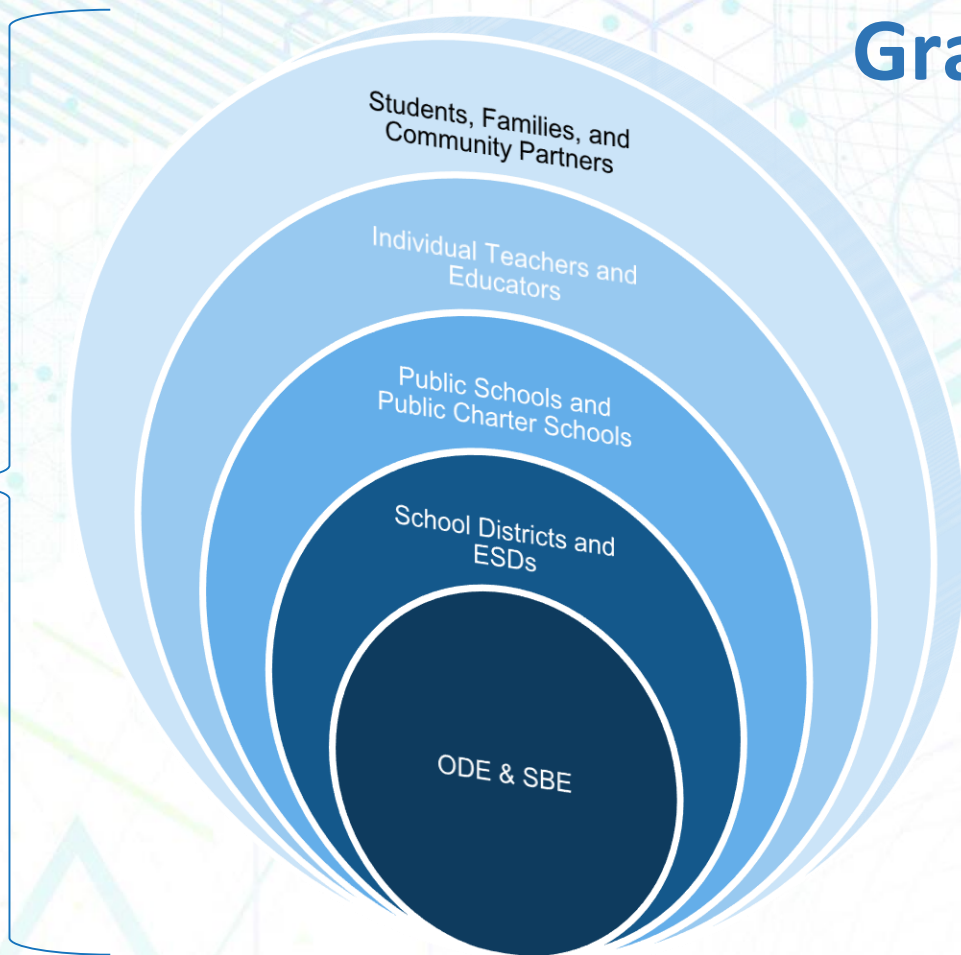 Students, Families, and
Community Partners
Individual Teachers and
Educators
Public Schools and
Public Charter Schools
School Districts and
ESDs
ODE & SBE